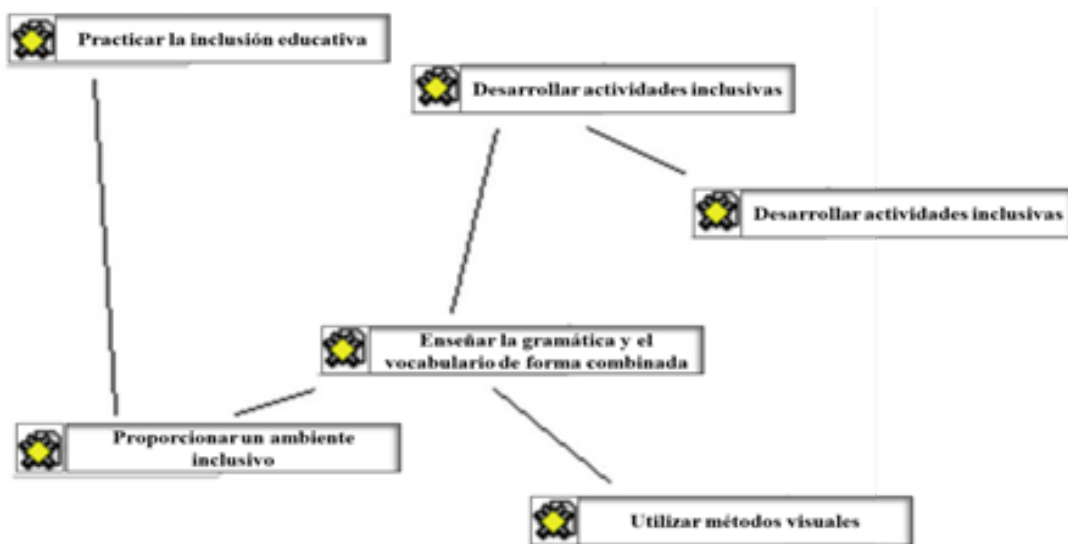 Practicar la inclusión educativa
Desarrollar actividades inclusivas
Desarrollar actividades inclusivas
Enseñar la gramática y el
vocabulario de forma combinada
Proporcionar un ambiente
inclusivo
Utilizar métodos visuales